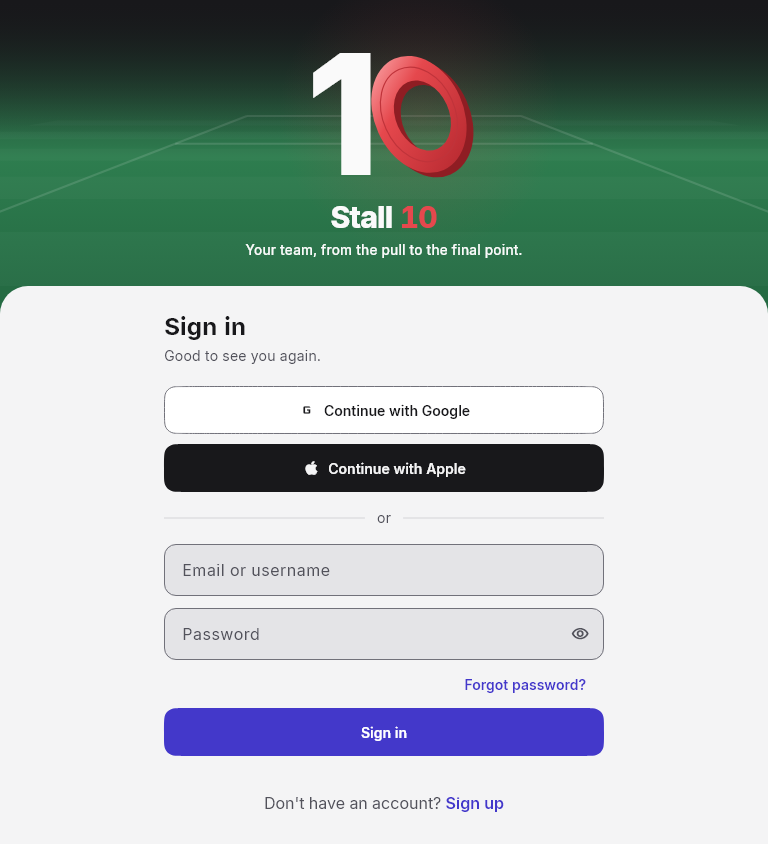 10
Stall 10
Your team, from the pull to the final point.
Sign in
Good to see you again.
G Continue with Google
Continue with Apple
or
Email or username
Password
Forgot password?
Sign in
Don't have an account? Sign up